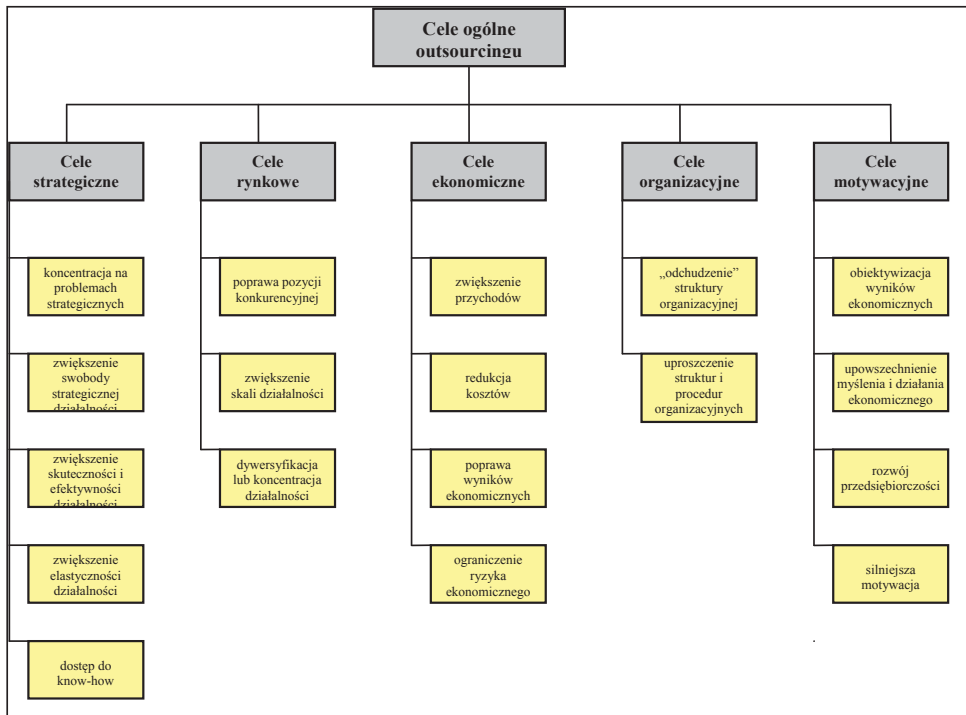 Cele ogólne
outsourcingu
Cele
strategiczne
Cele
rynkowe
Cele
ekonomiczne
Cele
organizacyjne
Cele
motywacyjne
koncentracja na
problemach
strategicznych
zwiększenie
swobody
strategicznej
działalności
zwiększenie
skuteczności i
efektywności
działalności
zwiększenie
elastyczności
działalności
dostęp do
know-how
poprawa pozycji
konkurencyjnej
zwiększenie
skali działalności
dywersyfikacja
lub koncentracja
działalności
zwiększenie
przychodów
redukcja
kosztów
poprawa
wyników
ekonomicznych
ograniczenie
ryzyka
ekonomicznego
„odchudzenie”
struktury
organizacyjnej
uproszczenie
struktur i
procedur
organizacyjnych
obiektywizacja
wyników
ekonomicznych
upowszechnienie
myślenia i działania
ekonomicznego
rozwój
przedsiębiorczości
silniejsza
motywacja